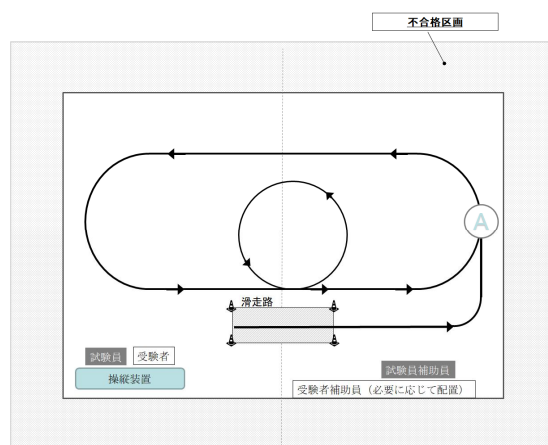 不合格区画
A
滑走路
試験員
受験者
操縦装置
試験員補助員
受験者補助員（必要に応じて配置）